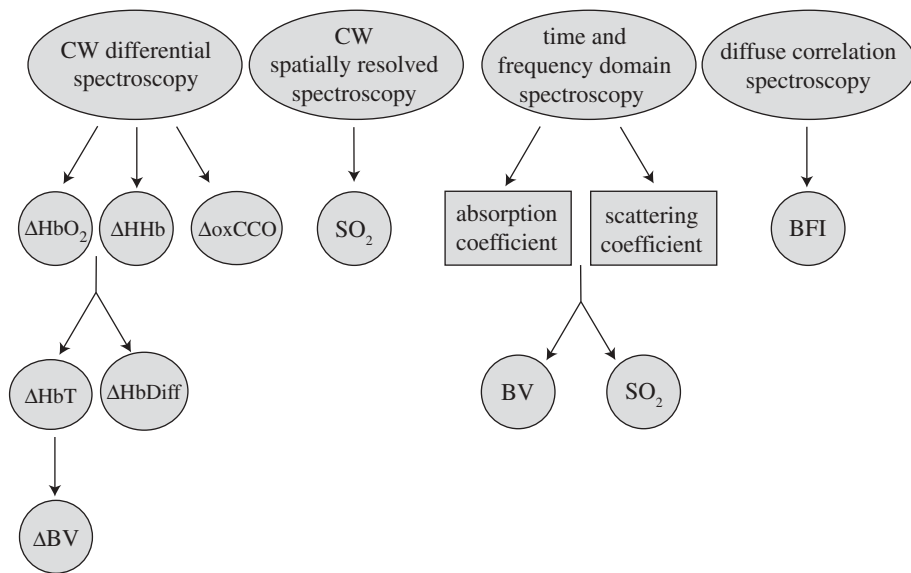 CW differential
spectroscopy
CW
spatially resolved
spectroscopy
time and
frequency domain
spectroscopy
diffuse correlation
spectroscopy
ΔHbO₂
ΔHHb
ΔoxCCO
SO₂
absorption
coefficient
scattering
coefficient
BFI
ΔHbT
ΔHbDiff
BV
SO₂
ΔBV